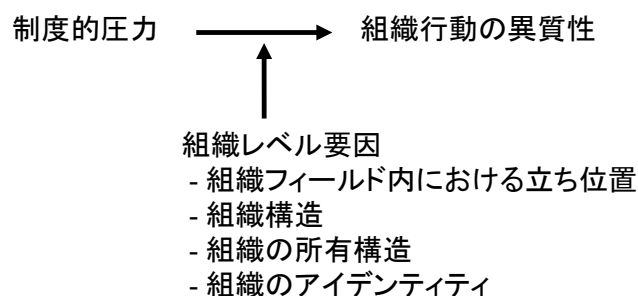 制度的圧力
組織行動の異質性
組織レベル要因
- 組織フィールド内における立ち位置
- 組織構造
- 組織の所有構造
- 組織のアイデンティティ